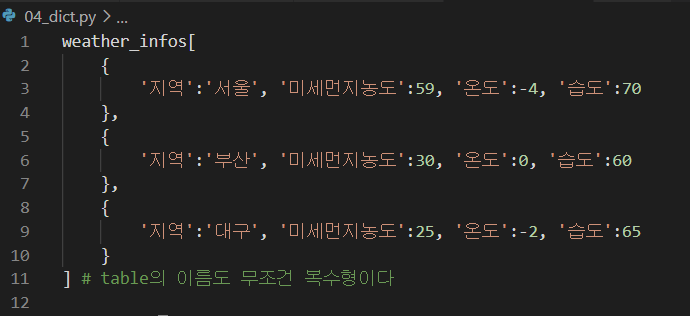 04_dict.py > ...
1 weather_infos[
2 {
3 '지역':'서울', '미세먼지농도':59, '온도':-4, '습도':70
4 },
5 {
6 '지역':'부산', '미세먼지농도':30, '온도':0, '습도':60
7 },
8 {
9 '지역':'대구', '미세먼지농도':25, '온도':-2, '습도':65
10 }
11 ] # table의 이름도 무조건 복수형이다
12